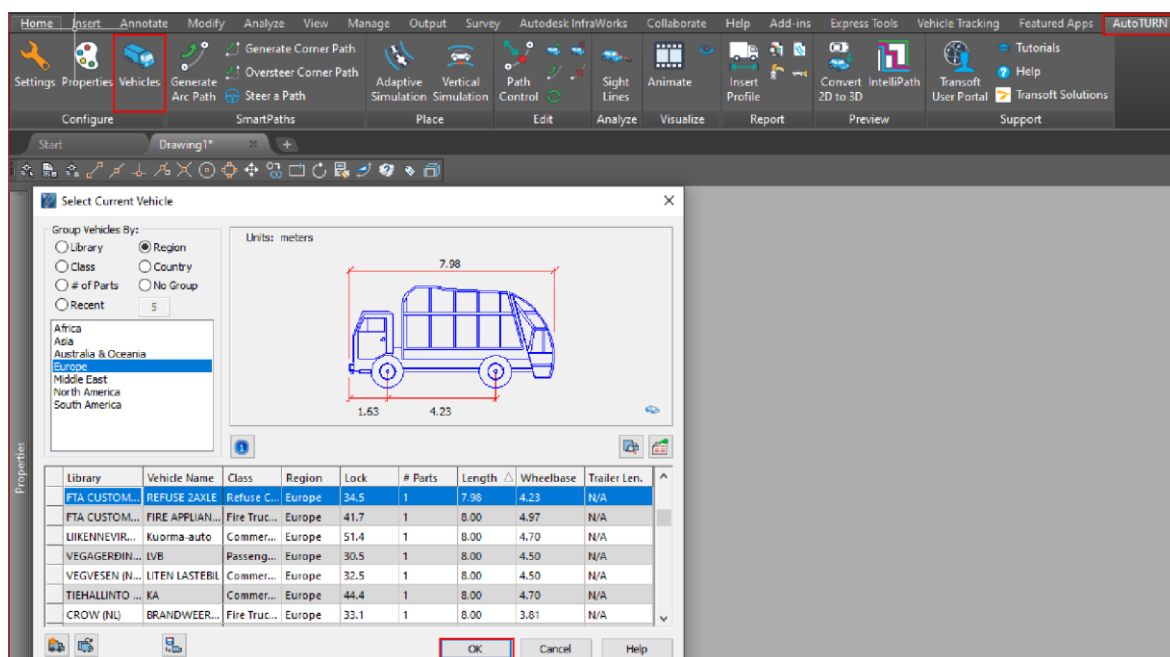 Home Insert Annotate Modify Analyze View Manage Output Survey Autodesk InfraWorks Collaborate Help Add-ins Express Tools Vehicle Tracking Featured Apps AutoTURN
Settings Properties Vehicles
Generate Arc Path
Generate Corner Path
Oversteer Corner Path
Steer a Path
Adaptive Simulation
Vertical Simulation
Path Control
Sight Lines
Animate
Insert Profile
Convert 2D to 3D
IntelliPath
Transoft User Portal
Tutorials
Help
Transoft Solutions
Configure SmartPaths Place Edit Analyze Visualize Report Preview Support
Start Drawing1*
Properties
Select Current Vehicle
Group Vehicles By:
Library Region
Class Country
# of Parts No Group
Recent 5
Africa
Asia
Australia & Oceania
Europe
Middle East
North America
South America
Units: meters
7.98
1.63 4.23
Library Vehicle Name Class Region Lock # Parts Length Wheelbase Trailer Len.
FTA CUSTOM... REFUSE 2AXLE Refuse C... Europe 34.5 1 7.98 4.23 N/A
FTA CUSTOM... FIRE APPLIAN... Fire Truc... Europe 41.7 1 8.00 4.97 N/A
LIIKENNEVIR... Kuorma-auto Commer... Europe 51.4 1 8.00 4.70 N/A
VEGAGERÐIN... LVB Passeng... Europe 30.5 1 8.00 4.50 N/A
VEGVESEN (N... LITEN LASTEBIL Commer... Europe 32.5 1 8.00 4.50 N/A
TIEHALLINTO ... KA Commer... Europe 44.4 1 8.00 4.70 N/A
CROW (NL) BRANDWEER... Fire Truc... Europe 33.1 1 8.00 3.81 N/A
OK Cancel Help